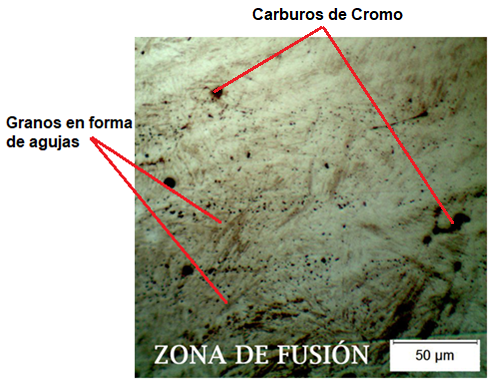 Carburos de Cromo
Granos en forma
de agujas
ZONA DE FUSIÓN
50 µm